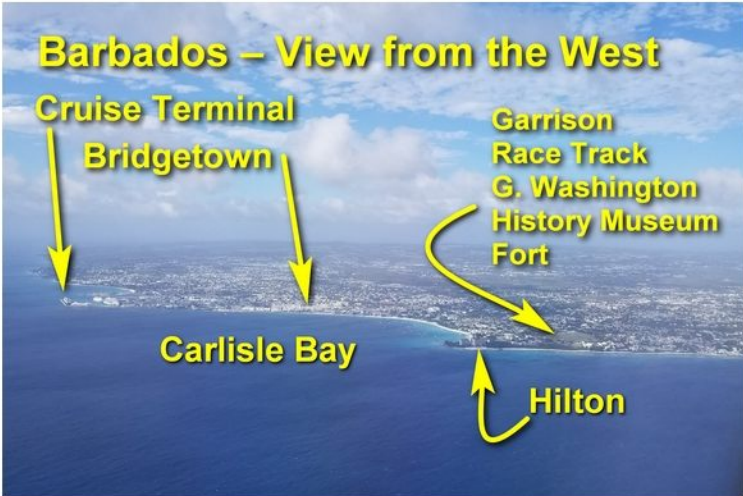 Barbados – View from the West
Cruise Terminal
Bridgetown
Garrison
Race Track
G. Washington
History Museum
Fort
Carlisle Bay
Hilton